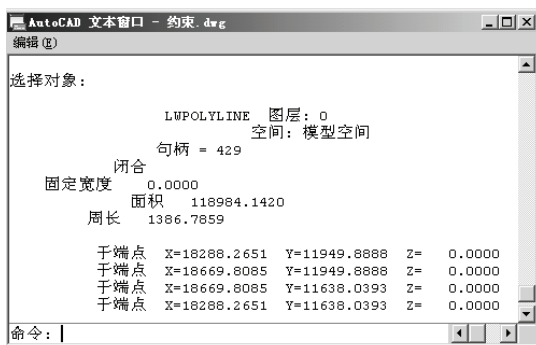 AutoCAD 文本窗口 - 约束.dwg
编辑(E)
选择对象:
LWPOLYLINE 图层: 0
空间: 模型空间
句柄 = 429
闭合
固定宽度 0.0000
面积 118984.1420
周长 1386.7859
于端点 X=18288.2651 Y=11949.8888 Z= 0.0000
于端点 X=18669.8085 Y=11949.8888 Z= 0.0000
于端点 X=18669.8085 Y=11638.0393 Z= 0.0000
于端点 X=18288.2651 Y=11638.0393 Z= 0.0000
命令: